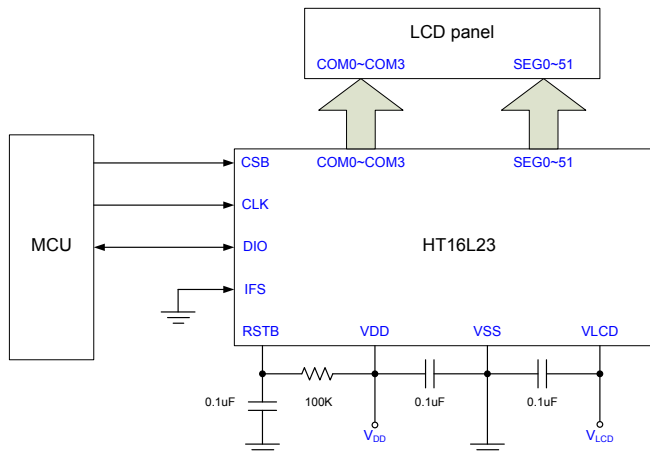 LCD panel
COM0~COM3 SEG0~51
COM0~COM3 SEG0~51
CSB
CLK
MCU
DIO
HT16L23
IFS
RSTB VDD VSS VLCD
0.1uF 100K 0.1uF 0.1uF
VDD VLCD